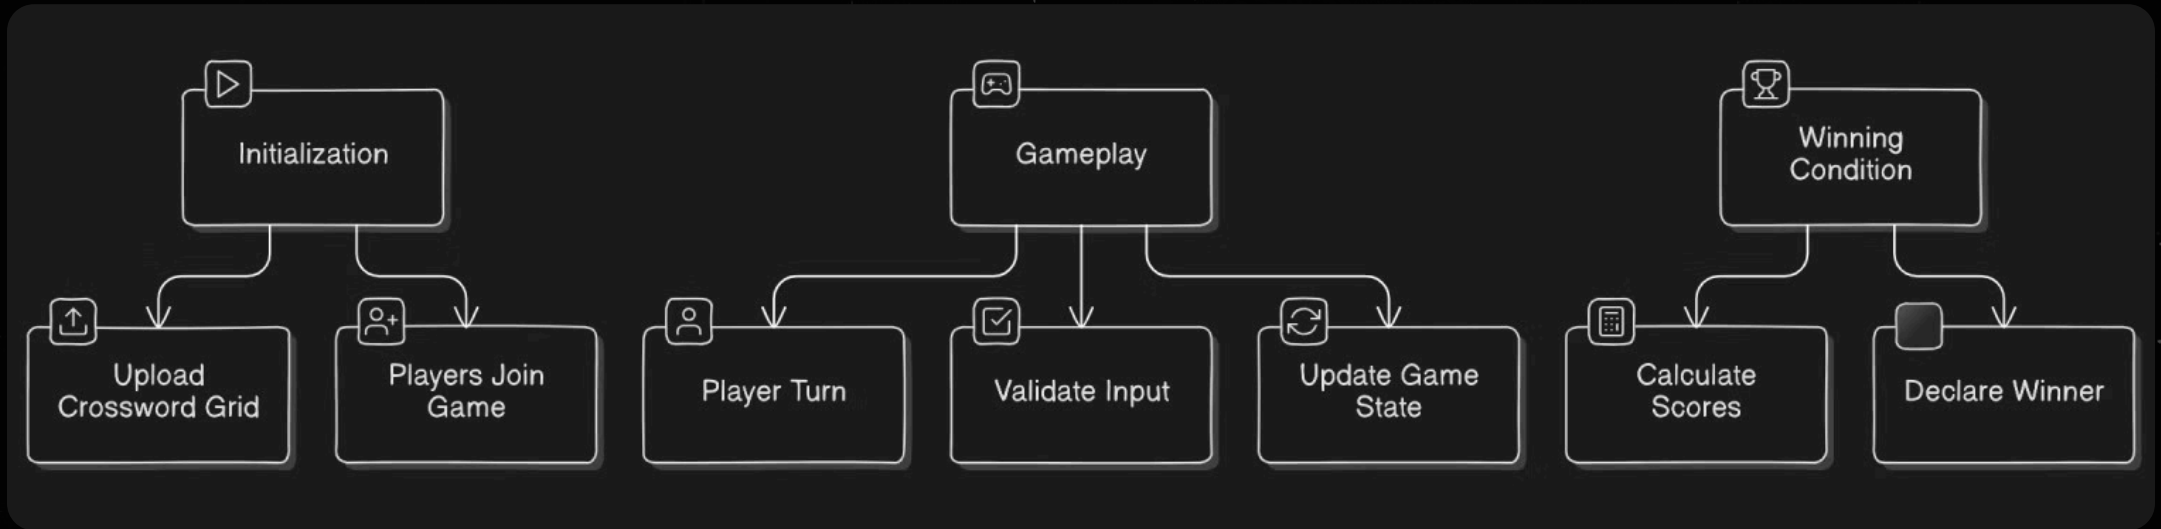 Initialization
Gameplay
Winning
Condition
Upload
Crossword Grid
Players Join
Game
Player Turn
Validate Input
Update Game
State
Calculate
Scores
Declare Winner